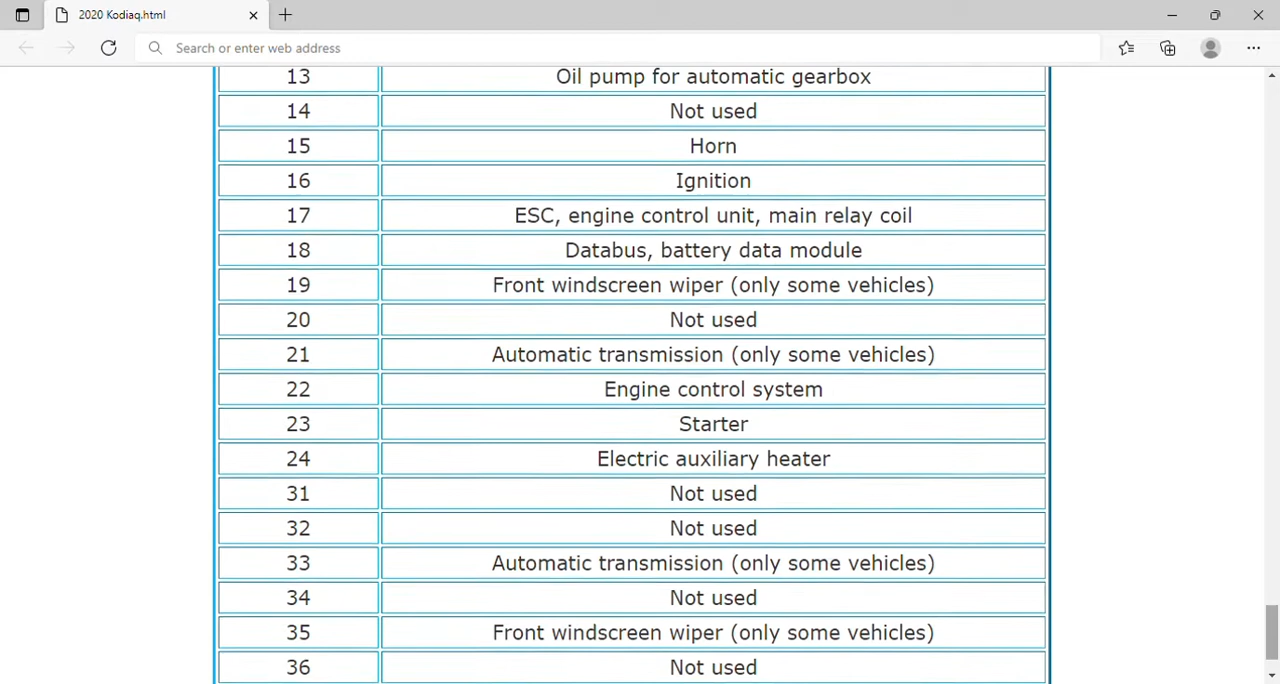 2020 Kodiaq.html
Search or enter web address
13 Oil pump for automatic gearbox
14 Not used
15 Horn
16 Ignition
17 ESC, engine control unit, main relay coil
18 Databus, battery data module
19 Front windscreen wiper (only some vehicles)
20 Not used
21 Automatic transmission (only some vehicles)
22 Engine control system
23 Starter
24 Electric auxiliary heater
31 Not used
32 Not used
33 Automatic transmission (only some vehicles)
34 Not used
35 Front windscreen wiper (only some vehicles)
36 Not used